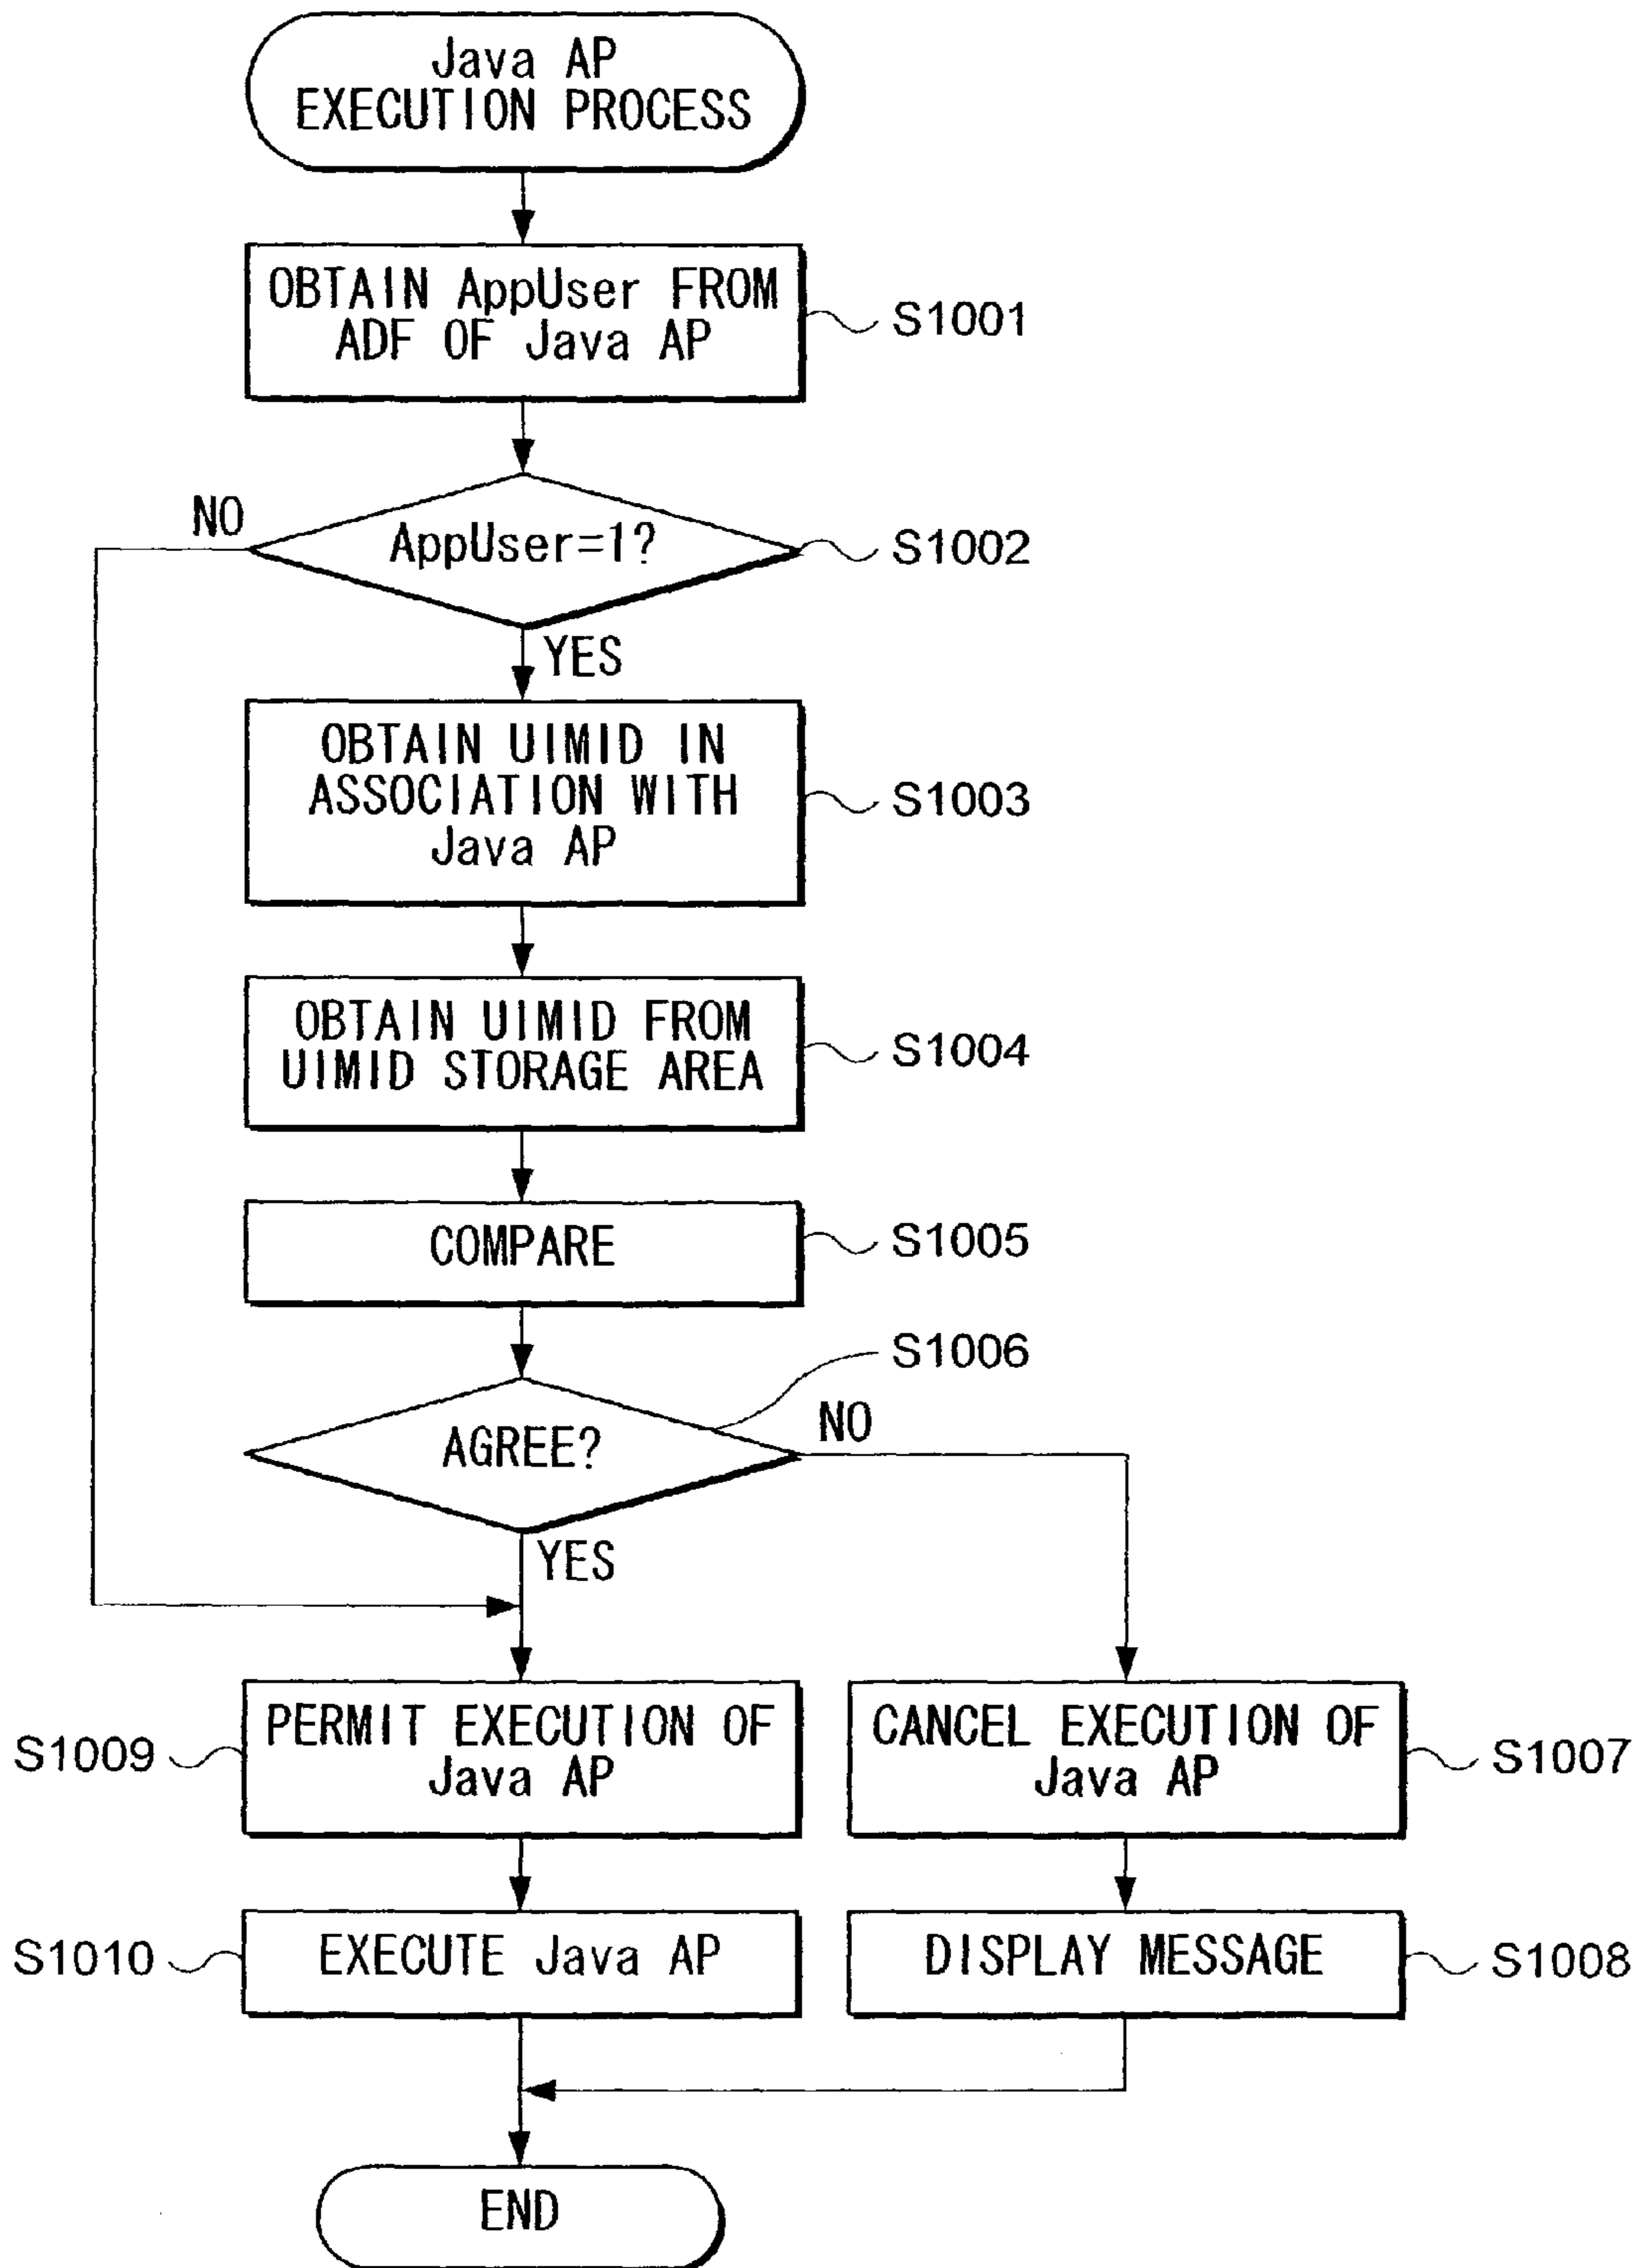 Java AP
EXECUTION PROCESS
OBTAIN AppUser FROM
ADF OF Java AP
S1001
NO
AppUser=1?
S1002
YES
OBTAIN UIMID IN
ASSOCIATION WITH
Java AP
S1003
OBTAIN UIMID FROM
UIMID STORAGE AREA
S1004
COMPARE
S1005
S1006
AGREE?
NO
YES
S1009
PERMIT EXECUTION OF
Java AP
CANCEL EXECUTION OF
Java AP
S1007
S1010
EXECUTE Java AP
DISPLAY MESSAGE
S1008
END